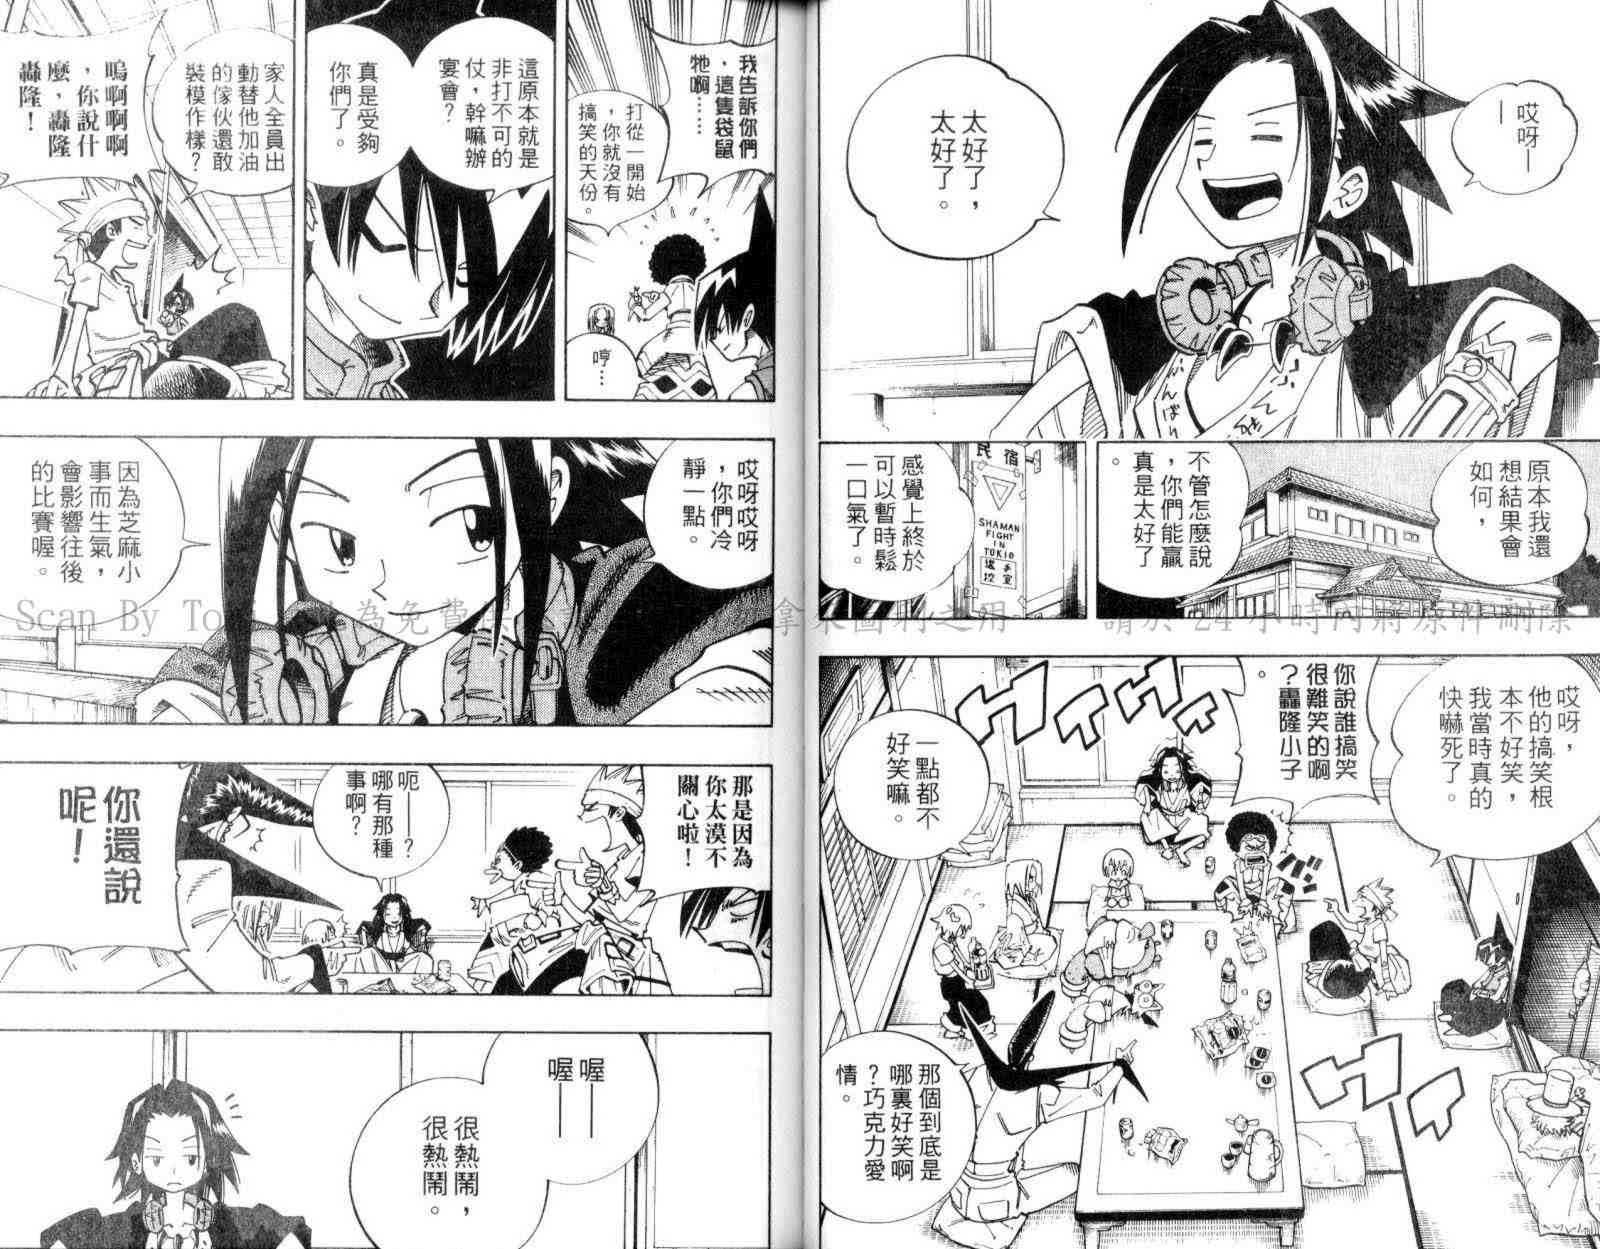 哎呀—
—
太好了，
太好了。
原本我還
想結果會
如何，
不管怎麼說
，你們能贏
真是太好了
。
民宿
SHAMAN
FIGHT
IN
TOKIO
感覺上終於
可以暫時鬆
一口氣了。
哎呀，
他的搞笑根
本不好笑，
我當時真的
快嚇死了。
你說誰搞笑
很難笑的啊
？轟隆小子
。
一點都不
好笑嘛。
那個到底是
哪裏好笑啊
？巧克力愛
情。
我告訴你們
，這隻袋鼠
牠啊……
打從一開始
，你就沒有
搞笑的天份。
哼…
這原本就是
非打不可的
仗，幹嘛辦
宴會？
真是受夠
你們了。
家人全員出
動替他加油
的傢伙還敢
裝模作樣？
嗚啊啊啊
，你說什
麼，轟隆
轟隆！
哎呀哎呀
，你們冷
靜一點。
因為芝麻小
事而生氣，
會影響往後
的比賽喔。
那是因為
你太漠不
關心啦！
呃——？
哪有那種
事啊？
你還說
呢！
喔——
喔——
很熱鬧，
很熱鬧。